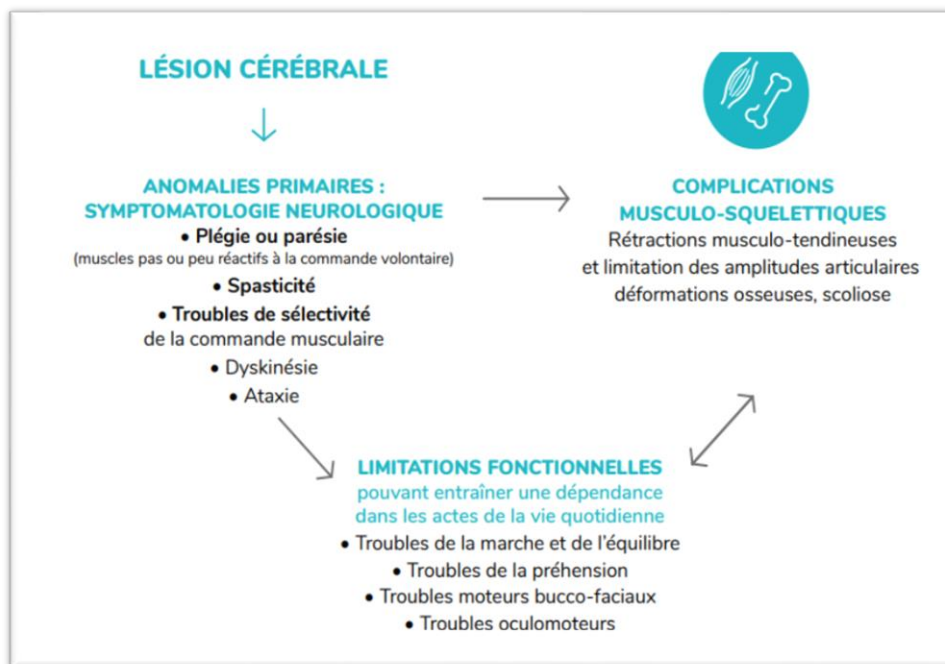 LÉSION CÉRÉBRALE
ANOMALIES PRIMAIRES :
SYMPTOMATOLOGIE NEUROLOGIQUE
• Plégie ou parésie
(muscles pas ou peu réactifs à la commande volontaire)
• Spasticité
• Troubles de sélectivité
de la commande musculaire
• Dyskinésie
• Ataxie
COMPLICATIONS
MUSCULO-SQUELETTIQUES
Rétractions musculo-tendineuses
et limitation des amplitudes articulaires
déformations osseuses, scoliose
LIMITATIONS FONCTIONNELLES
pouvant entraîner une dépendance
dans les actes de la vie quotidienne
• Troubles de la marche et de l'équilibre
• Troubles de la préhension
• Troubles moteurs bucco-faciaux
• Troubles oculomoteurs